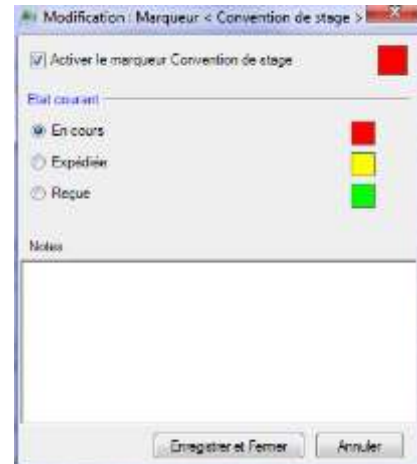 Modification : Marqueur < Convention de stage >
Activer le marqueur Convention de stage
Etat courant
En cours
Expédiée
Reçue
Notes
Enregistrer et Fermer
Annuler